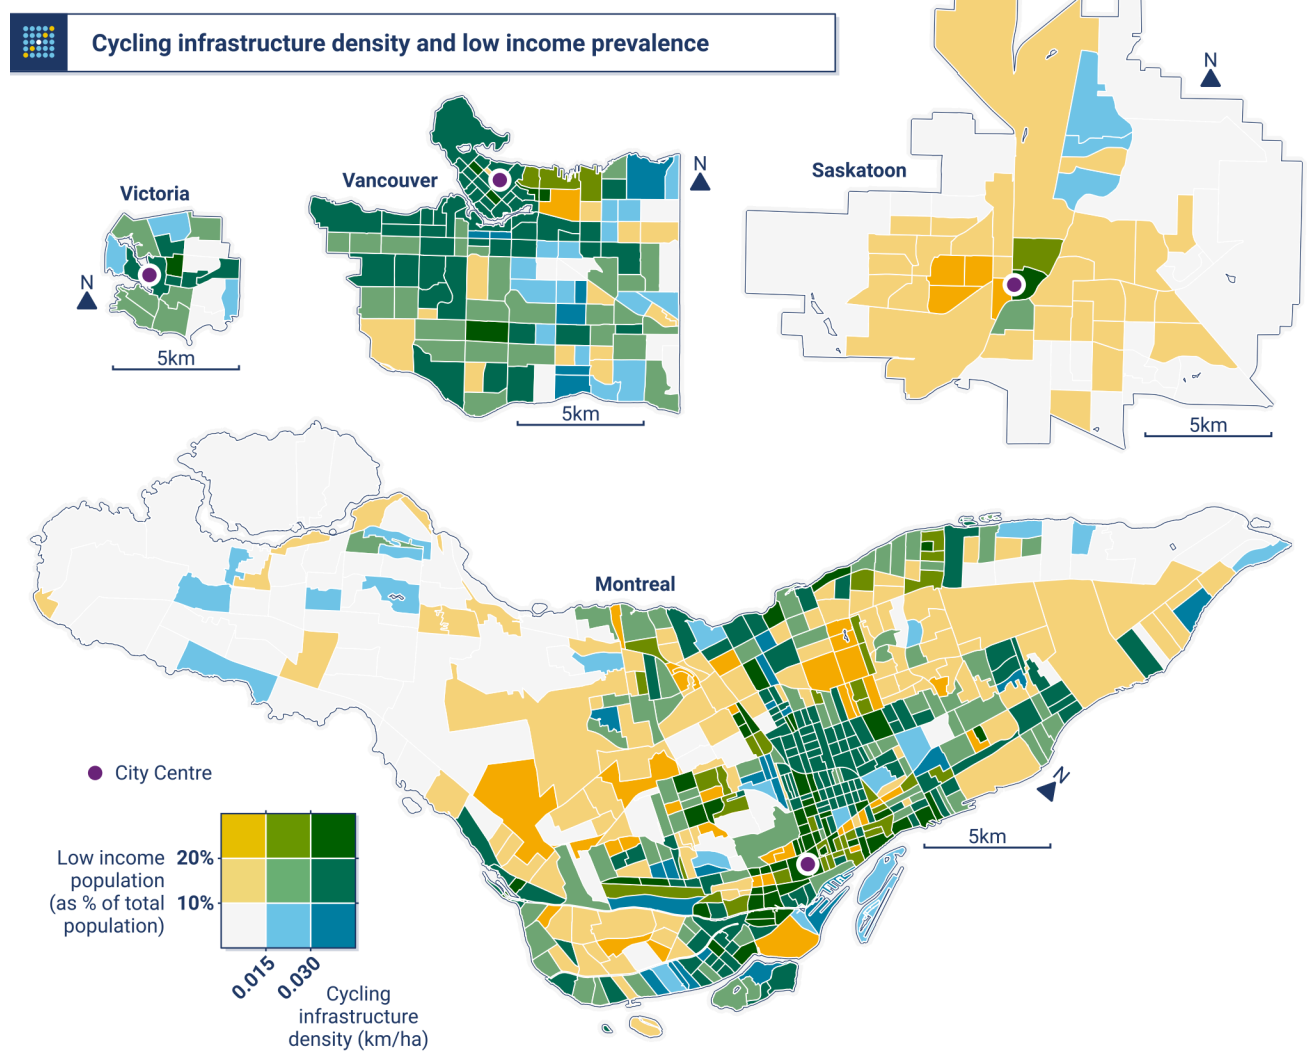 Cycling infrastructure density and low income prevalence
N
Victoria
Vancouver
N
Saskatoon
N
5km
5km
5km
Montreal
N
5km
City Centre
Low income
population
(as % of total
population)
20%
10%
0.015
0.030
Cycling
infrastructure
density (km/ha)